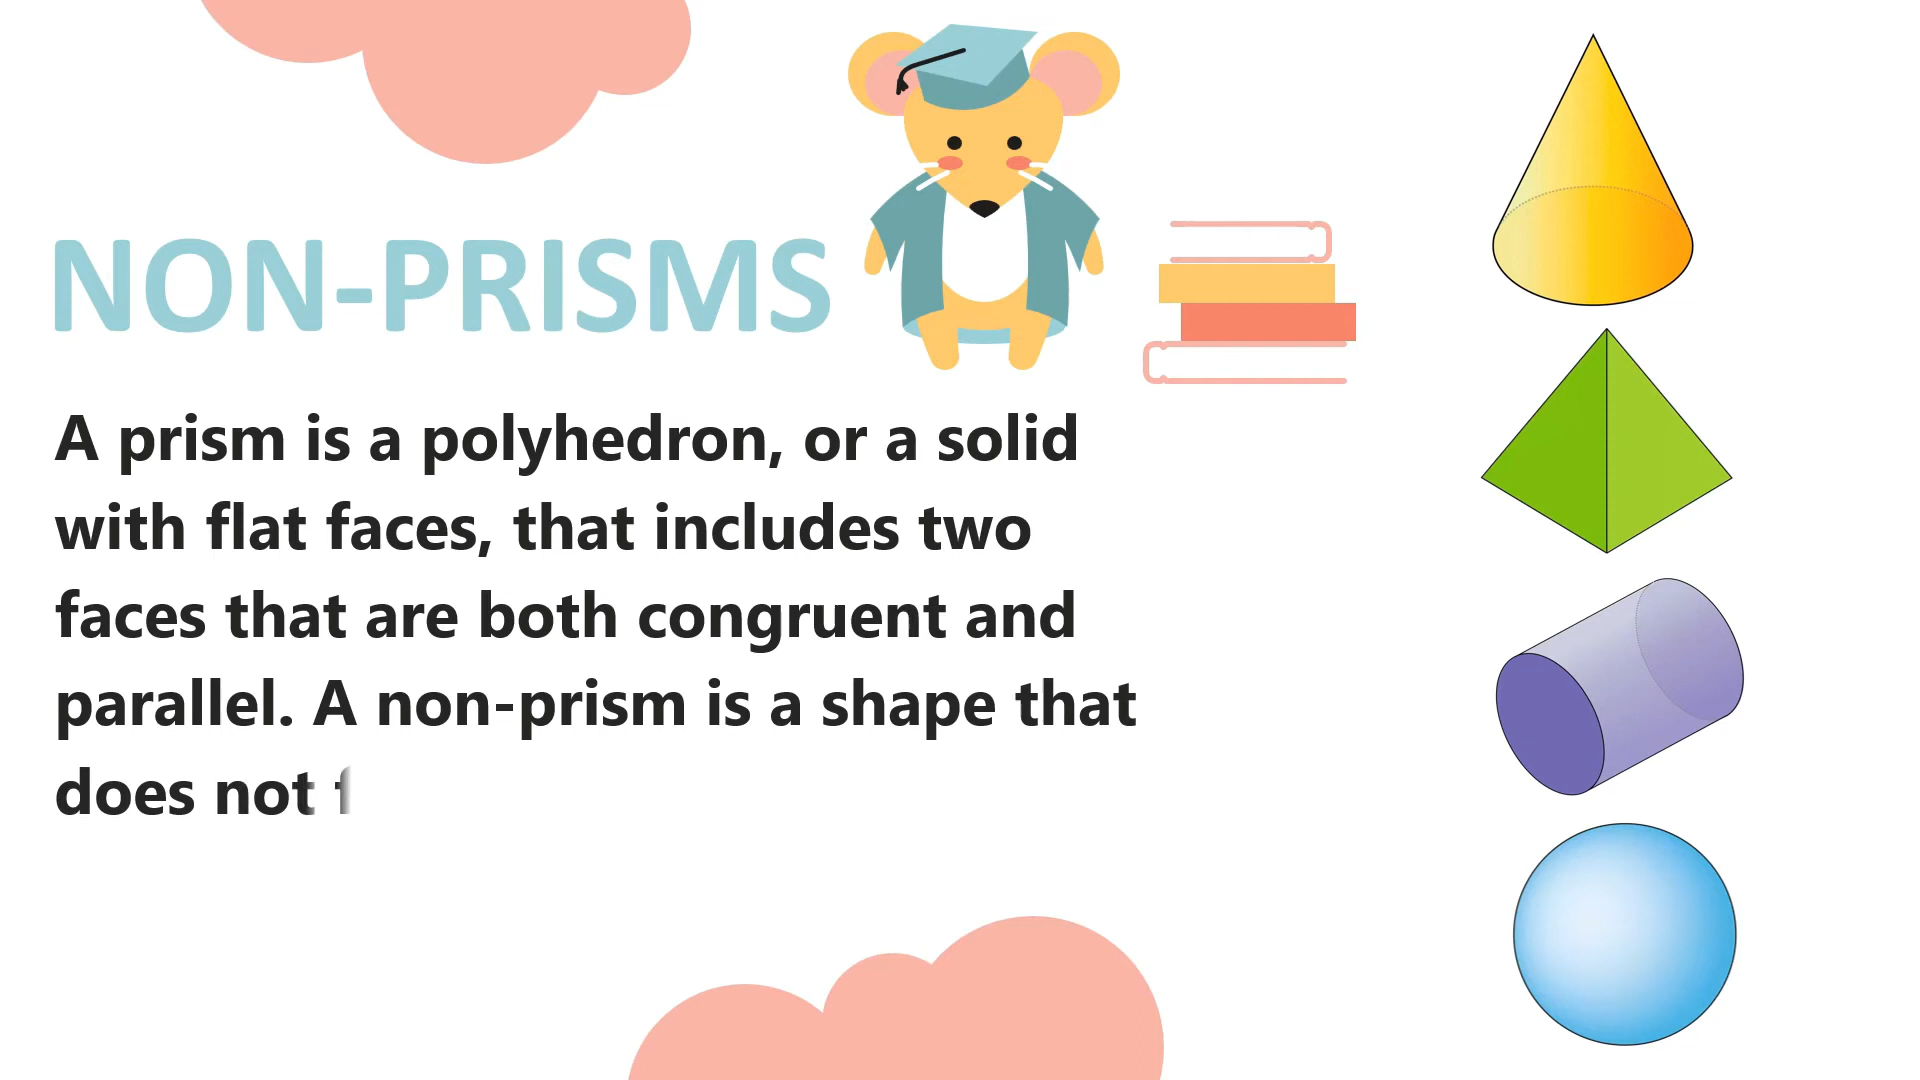 NON-PRISMS
A prism is a polyhedron, or a solid
with flat faces, that includes two
faces that are both congruent and
parallel. A non-prism is a shape that
does not